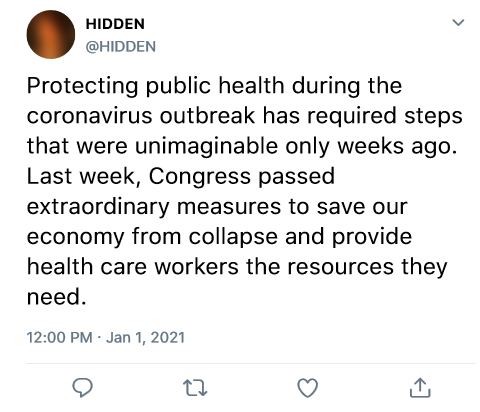 HIDDEN
@HIDDEN
Protecting public health during the
coronavirus outbreak has required steps
that were unimaginable only weeks ago.
Last week, Congress passed
extraordinary measures to save our
economy from collapse and provide
health care workers the resources they
need.
12:00 PM · Jan 1, 2021